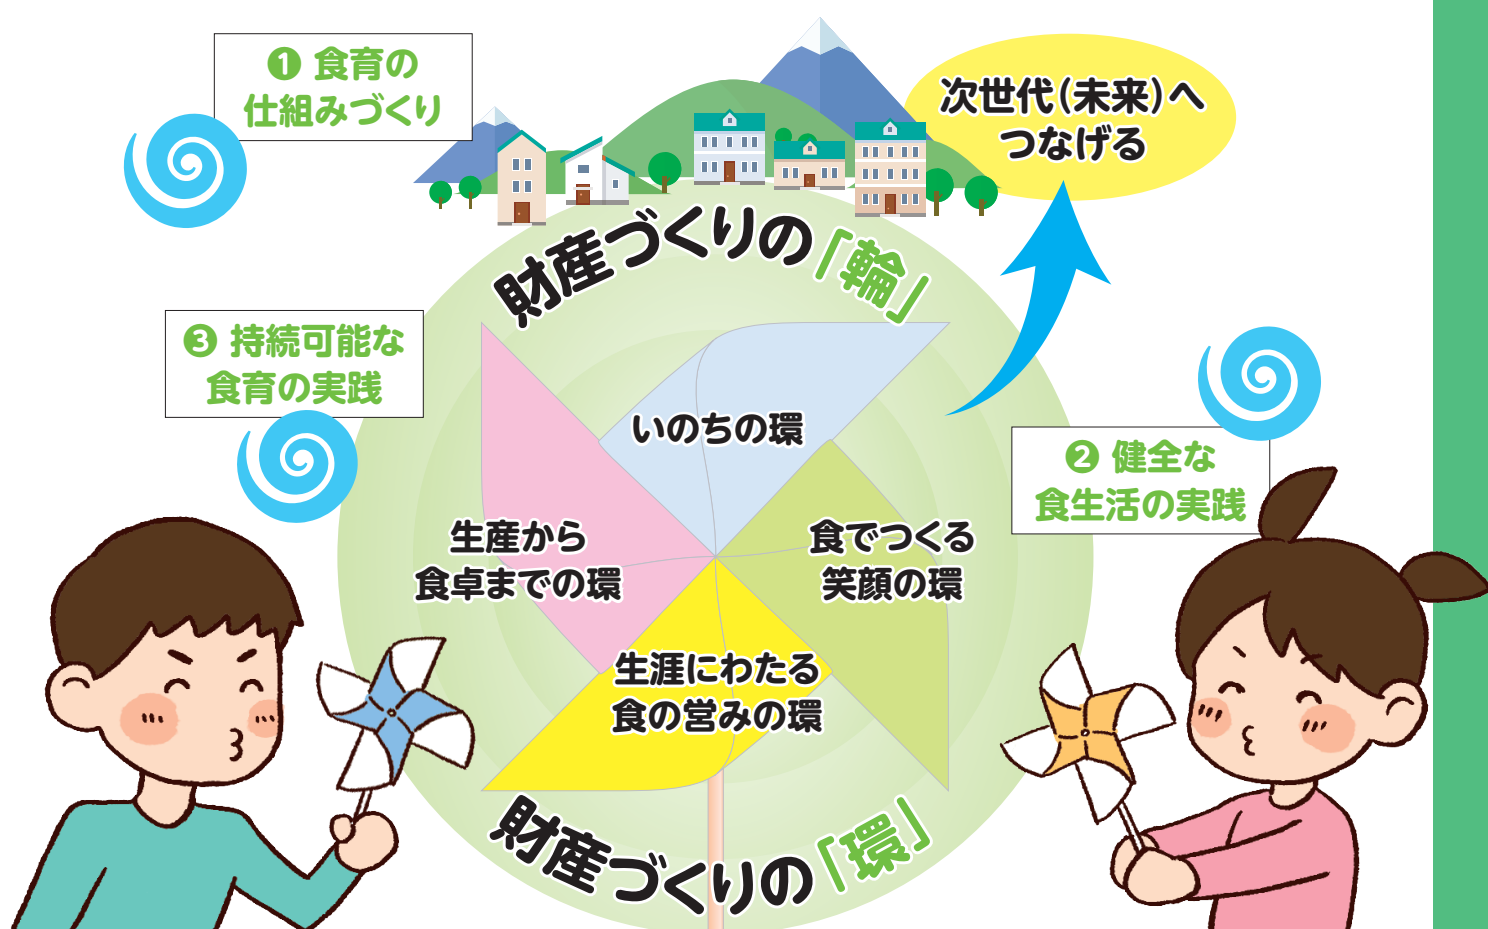 ❶ 食育の
仕組みづくり
次世代(未来)へ
つなげる
財産づくりの「輪」
❸ 持続可能な
食育の実践
いのちの環
❷ 健全な
食生活の実践
生産から
食卓までの環
食でつくる
笑顔の環
生涯にわたる
食の営みの環
財産づくりの「環」